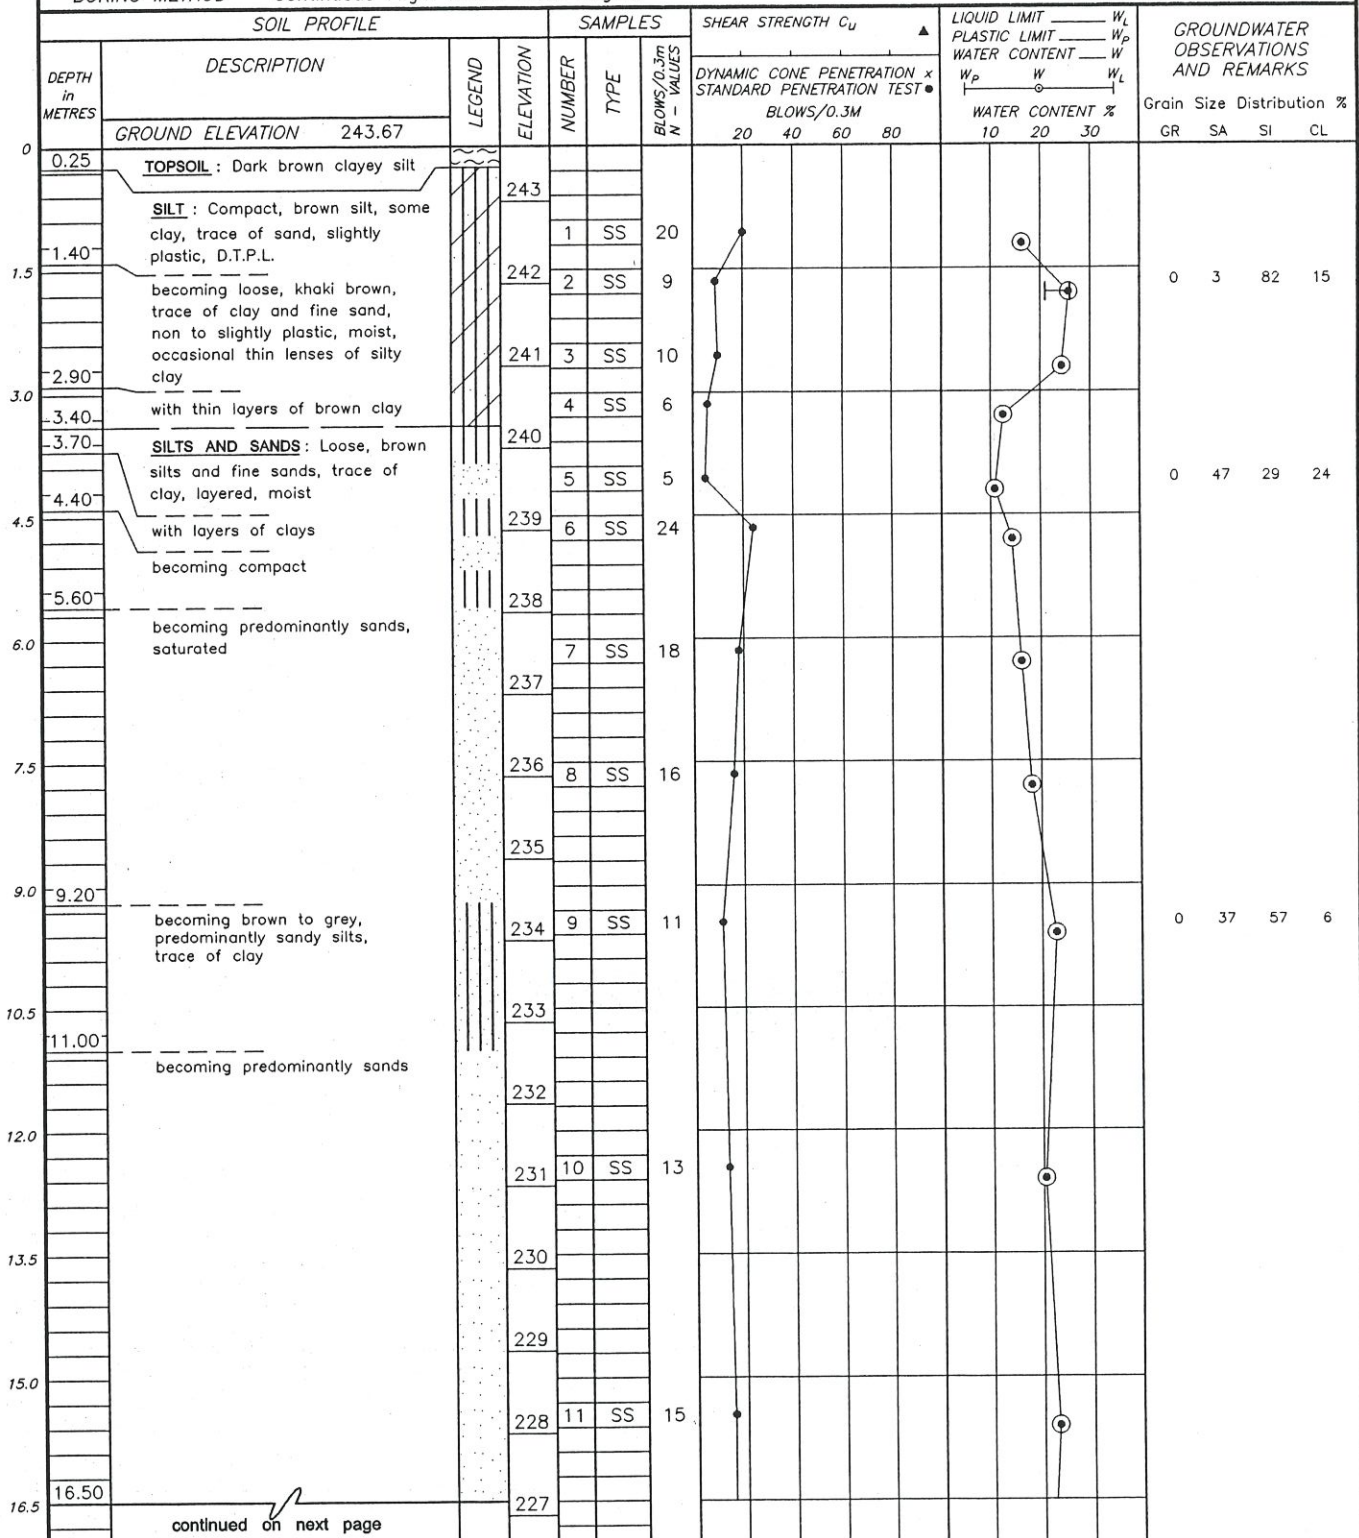 SOIL PROFILE
SAMPLES
SHEAR STRENGTH Cu ▲
LIQUID LIMIT ______ WL
PLASTIC LIMIT ______ WP
WATER CONTENT ____ W
WP W WL
WATER CONTENT %
10 20 30
GROUNDWATER
OBSERVATIONS
AND REMARKS
Grain Size Distribution %
GR SA SI CL
DEPTH
in
METRES
DESCRIPTION
GROUND ELEVATION 243.67
LEGEND
ELEVATION
NUMBER
TYPE
BLOWS/0.3m
N - VALUES
DYNAMIC CONE PENETRATION ×
STANDARD PENETRATION TEST ●
BLOWS/0.3M
20 40 60 80
0
0.25
TOPSOIL : Dark brown clayey silt
243
SILT : Compact, brown silt, some
clay, trace of sand, slightly
plastic, D.T.P.L.
1 SS 20
1.40
1.5
242
2 SS 9
0 3 82 15
becoming loose, khaki brown,
trace of clay and fine sand,
non to slightly plastic, moist,
occasional thin lenses of silty
clay
241
3 SS 10
2.90
3.0
with thin layers of brown clay
4 SS 6
3.40
240
3.70
SILTS AND SANDS : Loose, brown
silts and fine sands, trace of
clay, layered, moist
5 SS 5
0 47 29 24
4.40
4.5
with layers of clays
239
6 SS 24
becoming compact
5.60
238
becoming predominantly sands,
saturated
6.0
7 SS 18
237
7.5
236
8 SS 16
235
9.0
9.20
becoming brown to grey,
predominantly sandy silts,
trace of clay
234
9 SS 11
0 37 57 6
10.5
233
11.00
becoming predominantly sands
232
12.0
231
10 SS 13
13.5
230
229
15.0
228
11 SS 15
16.50
16.5
227
continued on next page